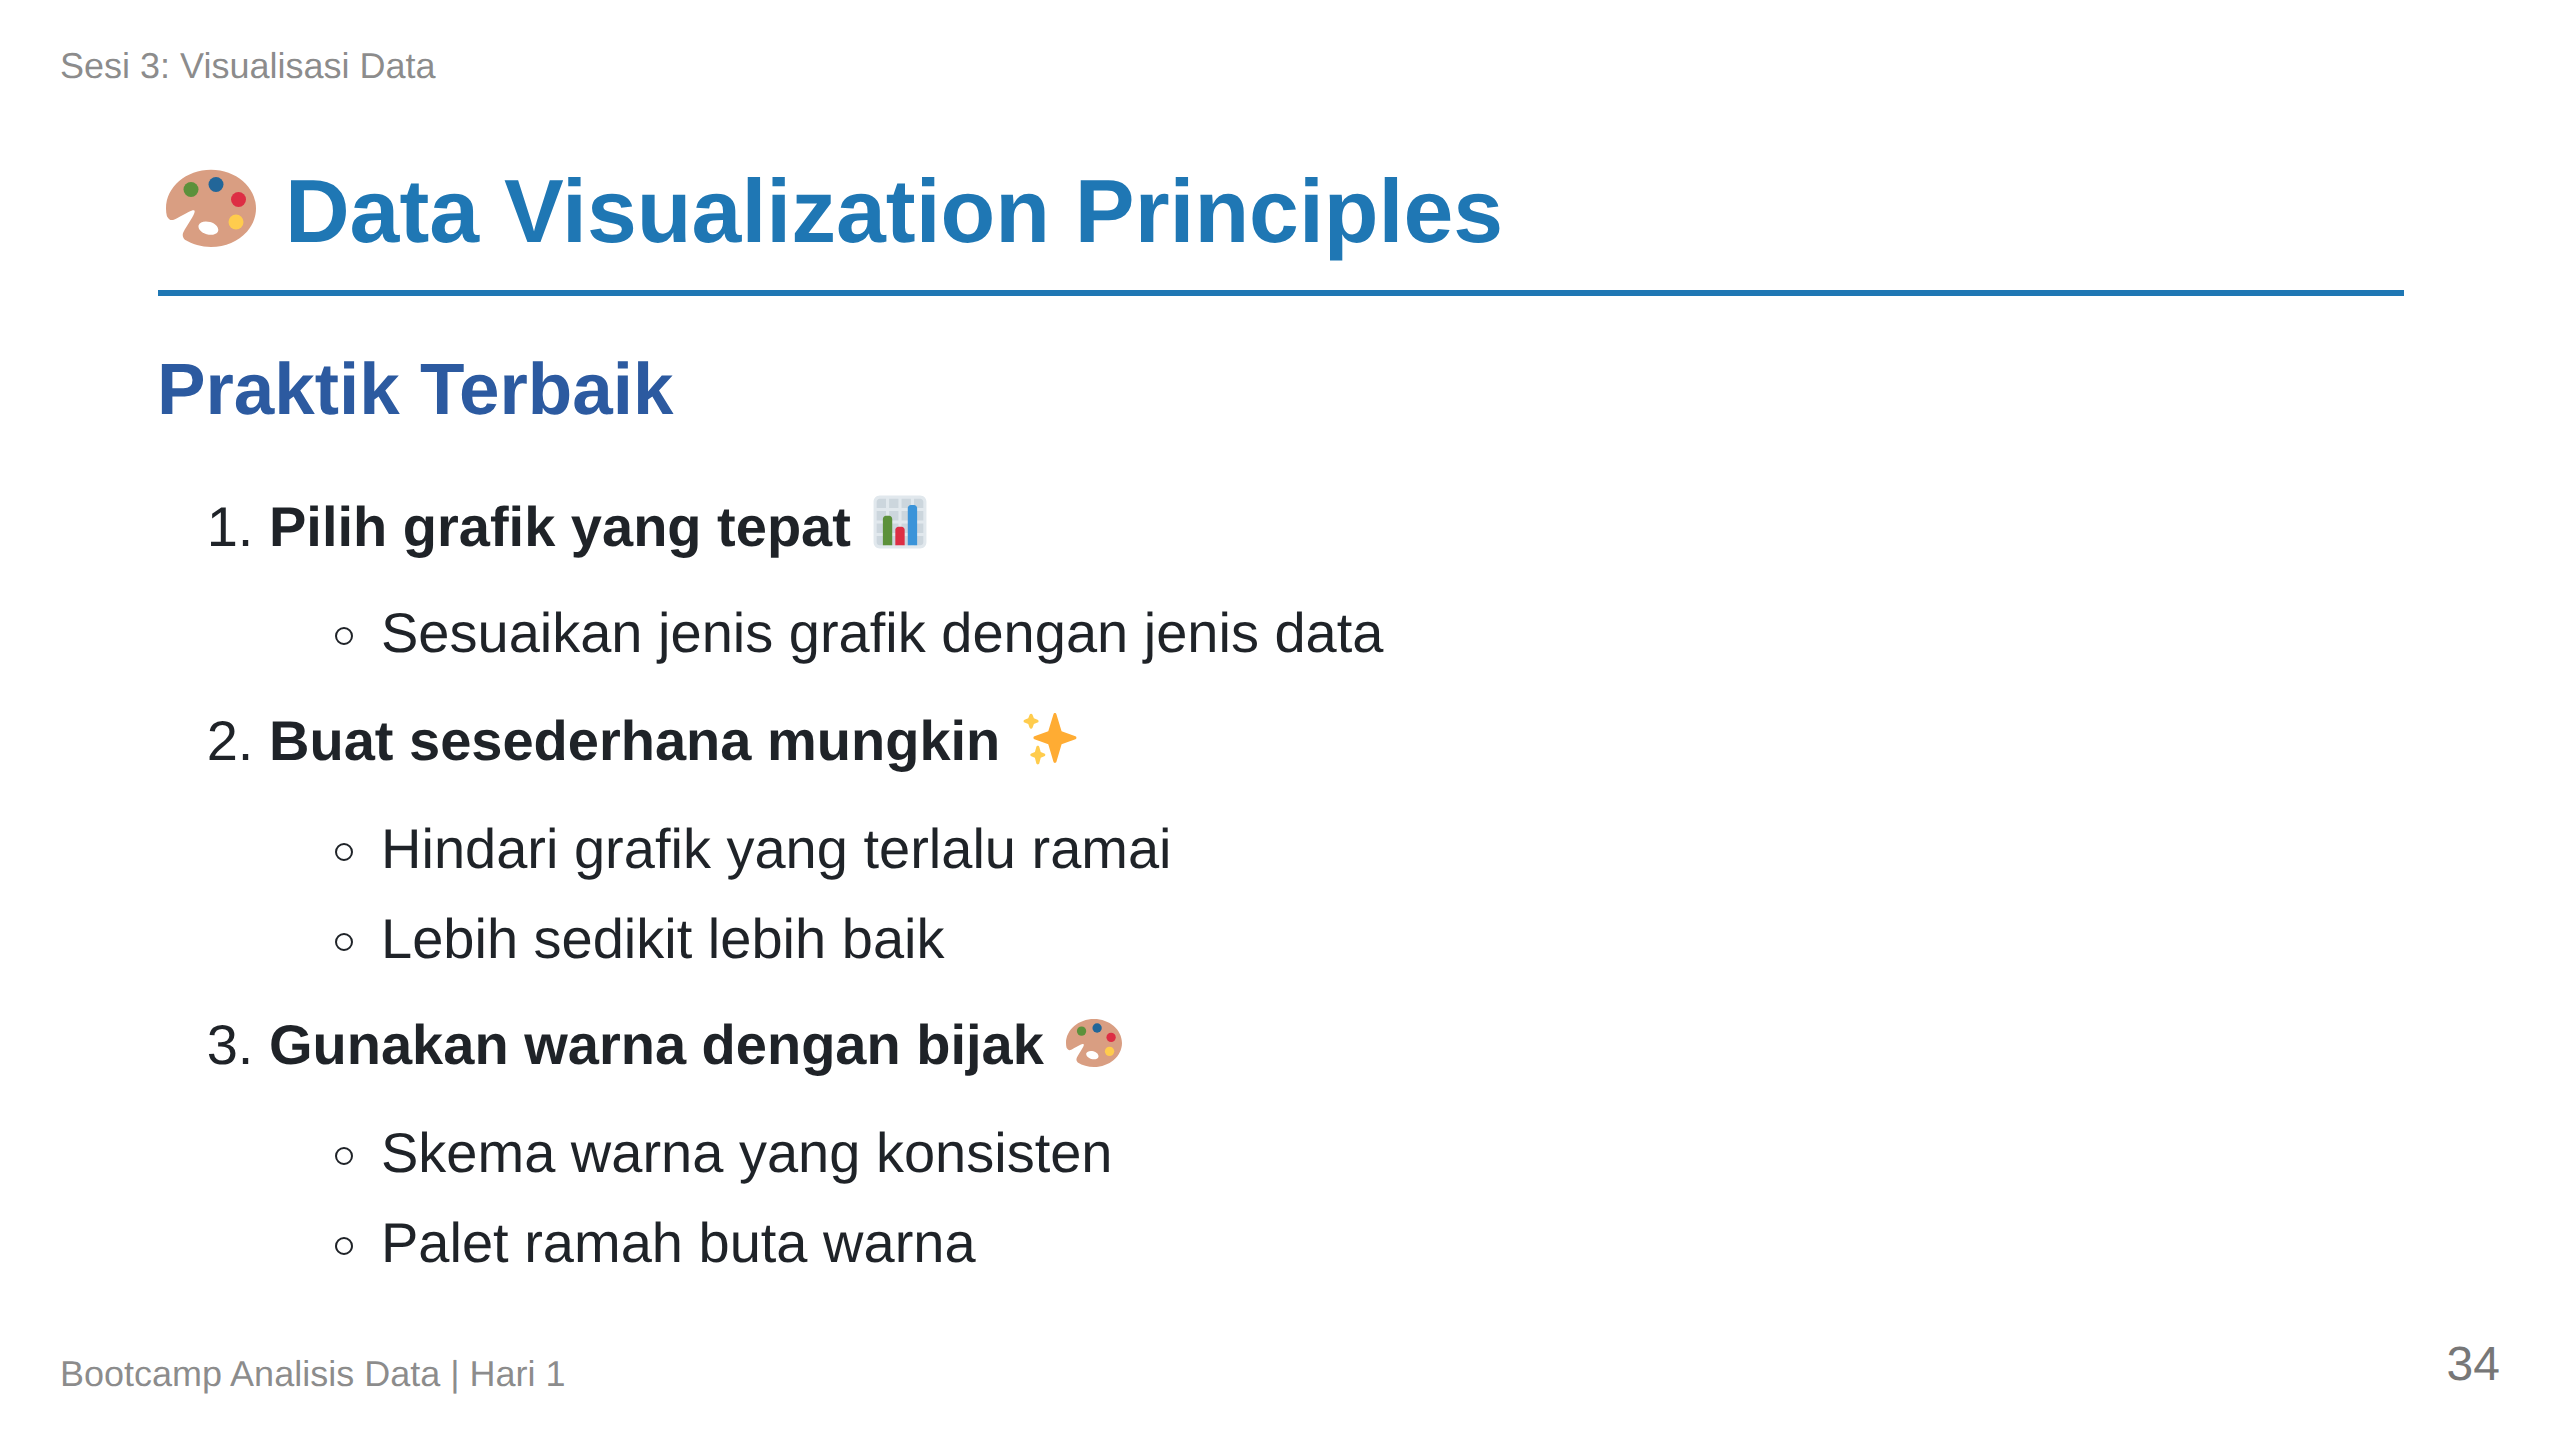 Sesi 3: Visualisasi Data
🎨 Data Visualization Principles
Praktik Terbaik
1. Pilih grafik yang tepat 📊
○ Sesuaikan jenis grafik dengan jenis data
2. Buat sesederhana mungkin ✨
○ Hindari grafik yang terlalu ramai
○ Lebih sedikit lebih baik
3. Gunakan warna dengan bijak 🎨
○ Skema warna yang konsisten
○ Palet ramah buta warna
Bootcamp Analisis Data | Hari 1
34